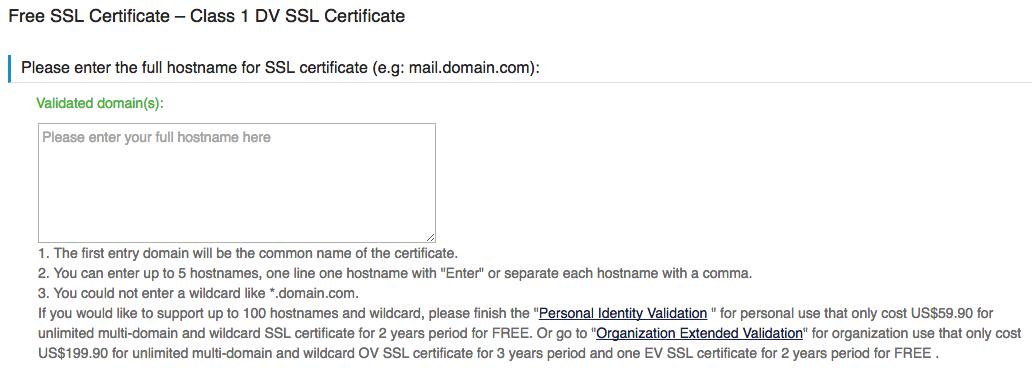 Free SSL Certificate – Class 1 DV SSL Certificate
Please enter the full hostname for SSL certificate (e.g: mail.domain.com):
Validated domain(s):
Please enter your full hostname here
1. The first entry domain will be the common name of the certificate.
2. You can enter up to 5 hostnames, one line one hostname with "Enter" or separate each hostname with a comma.
3. You could not enter a wildcard like *.domain.com.
If you would like to support up to 100 hostnames and wildcard, please finish the "Personal Identity Validation " for personal use that only cost US$59.90 for
unlimited multi-domain and wildcard SSL certificate for 2 years period for FREE. Or go to "Organization Extended Validation" for organization use that only cost
US$199.90 for unlimited multi-domain and wildcard OV SSL certificate for 3 years period and one EV SSL certificate for 2 years period for FREE .